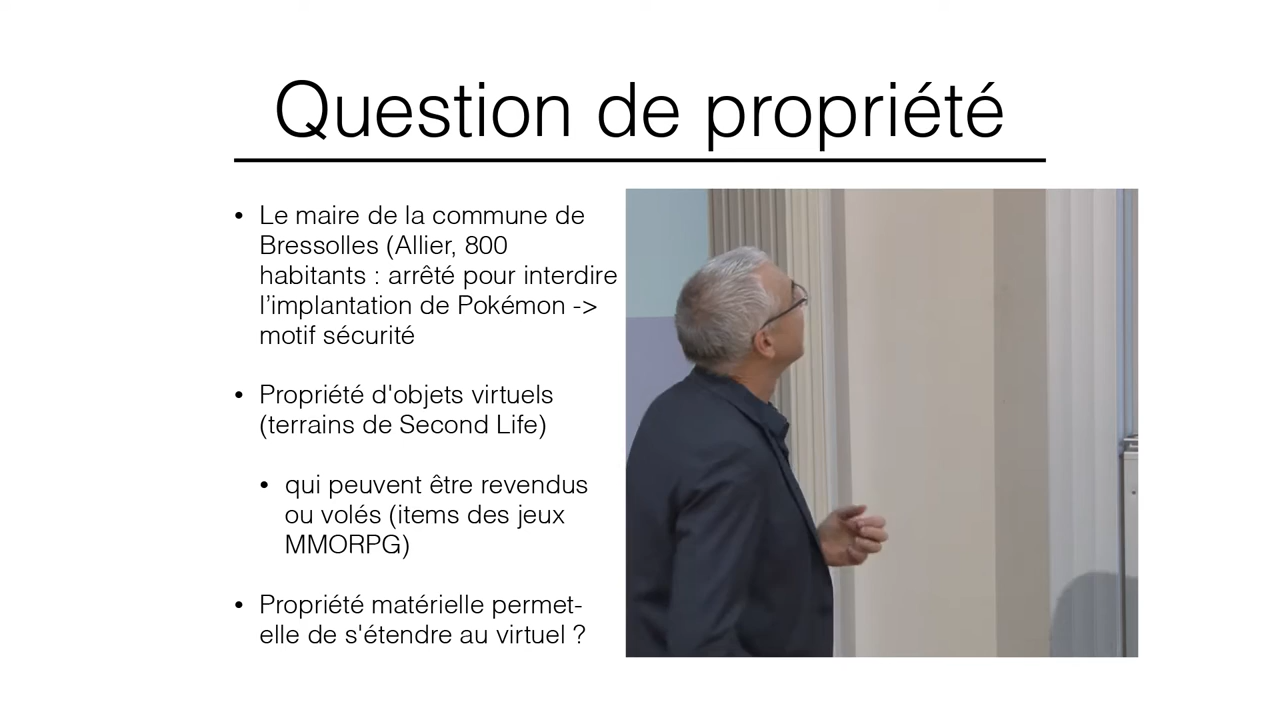 Question de propriété
• Le maire de la commune de
Bressolles (Allier, 800
habitants : arrêté pour interdire
l’implantation de Pokémon ->
motif sécurité
• Propriété d'objets virtuels
(terrains de Second Life)
• qui peuvent être revendus
ou volés (items des jeux
MMORPG)
• Propriété matérielle permet-
elle de s'étendre au virtuel ?